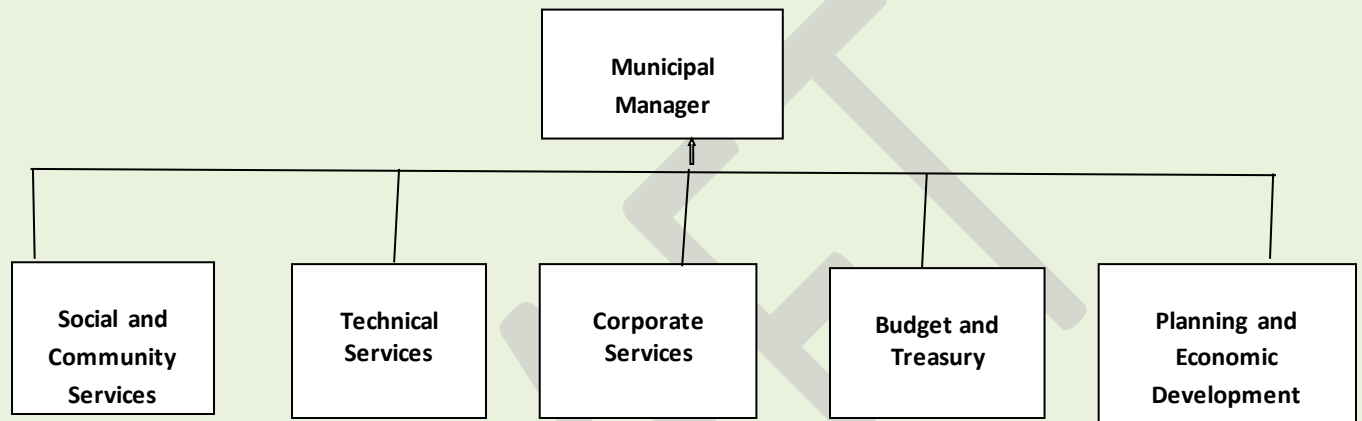 Municipal
Manager
Social and
Community
Services
Technical
Services
Corporate
Services
Budget and
Treasury
Planning and
Economic
Development